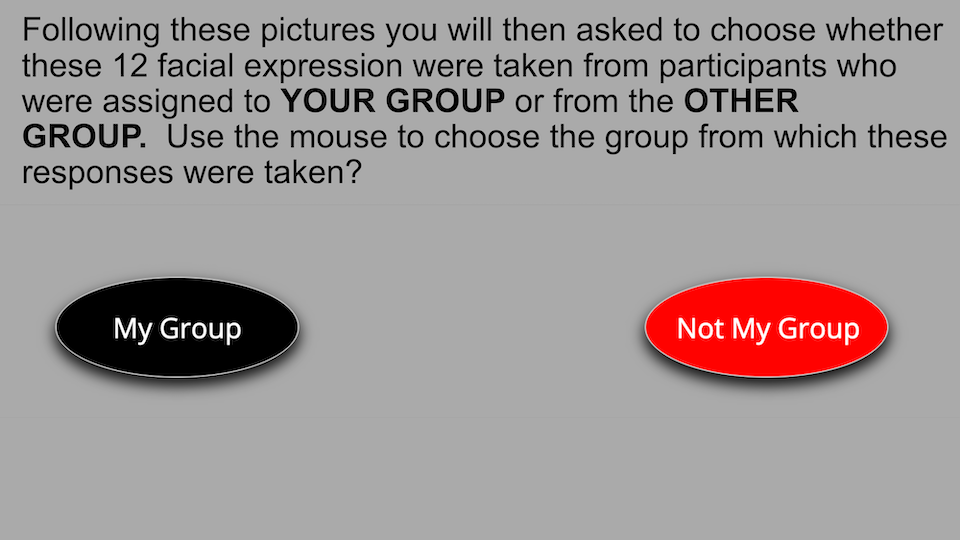 Following these pictures you will then asked to choose whether
these 12 facial expression were taken from participants who
were assigned to YOUR GROUP or from the OTHER
GROUP.  Use the mouse to choose the group from which these
responses were taken?
My Group
Not My Group